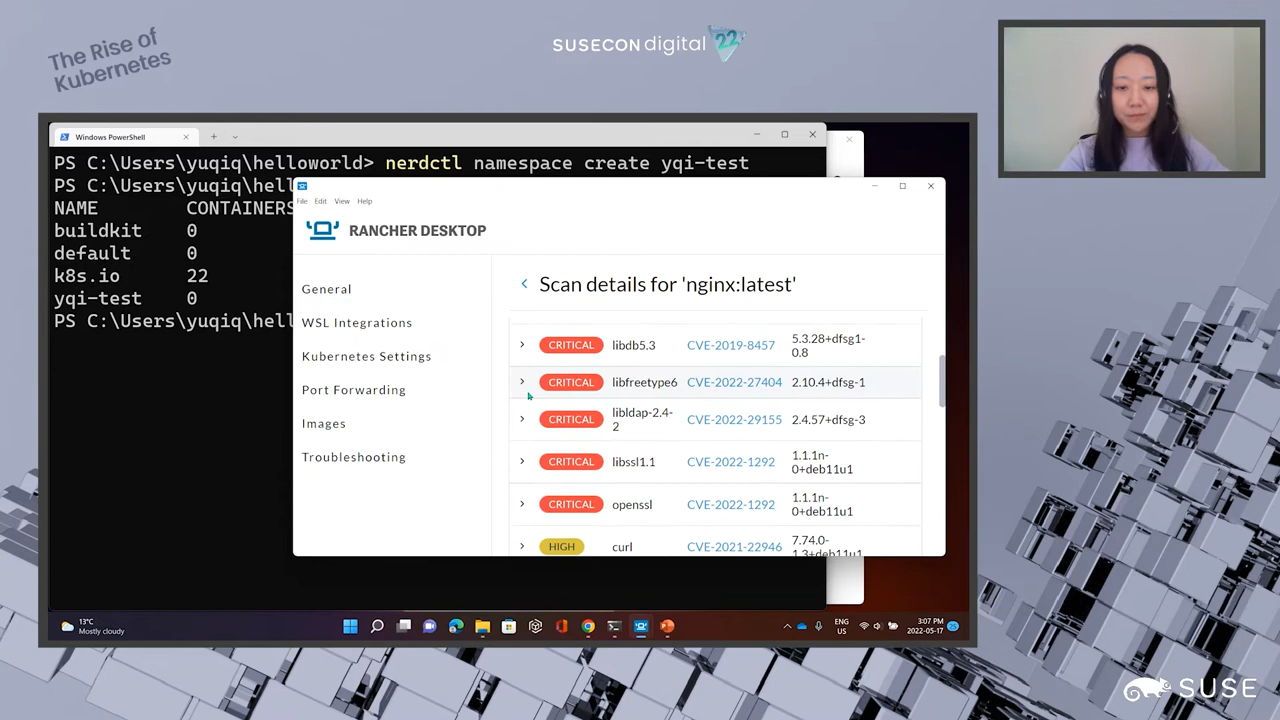 The Rise of
Kubernetes
SUSECON digital 22
Windows PowerShell
PS C:\Users\yuqiq\helloworld> nerdctl namespace create yqi-test
PS C:\Users\yuqiq\hell
NAME CONTAINERS
buildkit 0
default 0
k8s.io 22
yqi-test 0
PS C:\Users\yuqiq\hell
File Edit View Help
RANCHER DESKTOP
General
WSL Integrations
Kubernetes Settings
Port Forwarding
Images
Troubleshooting
Scan details for 'nginx:latest'
CRITICAL libdb5.3 CVE-2019-8457 5.3.28+dfsg1-
0.8
CRITICAL libfreetype6 CVE-2022-27404 2.10.4+dfsg-1
CRITICAL libldap-2.4-
2 CVE-2022-29155 2.4.57+dfsg-3
CRITICAL libssl1.1 CVE-2022-1292 1.1.1n-
0+deb11u1
CRITICAL openssl CVE-2022-1292 1.1.1n-
0+deb11u1
HIGH curl CVE-2021-22946 7.74.0-
1.3+deb11u1
13°C
Mostly cloudy
ENG
US
3:07 PM
2022-05-17
SUSE